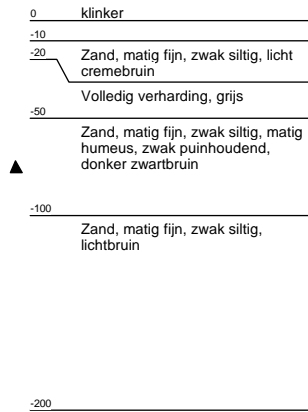 0 klinker
-10
-20 Zand, matig fijn, zwak siltig, licht
cremebruin
Volledig verharding, grijs
-50
Zand, matig fijn, zwak siltig, matig
humeus, zwak puinhoudend,
donker zwartbruin
-100
Zand, matig fijn, zwak siltig,
lichtbruin
-200